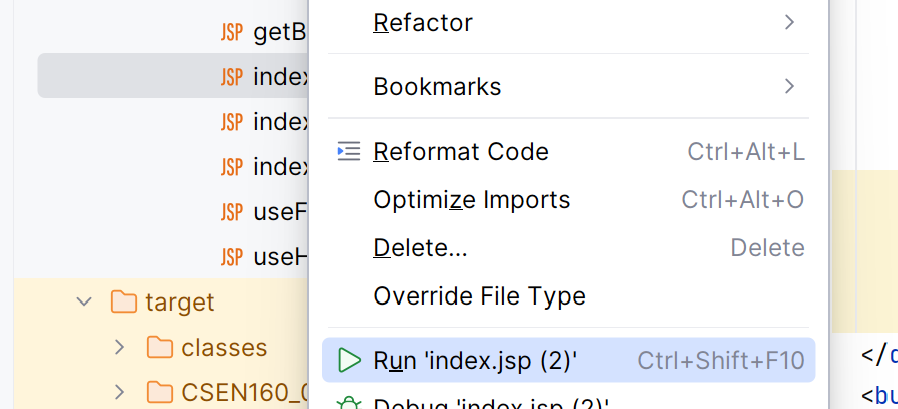 JSP getB
JSP index
JSP index
JSP index
JSP useF
JSP useH
target
classes
CSEN160_
Refactor
Bookmarks
Reformat Code Ctrl+Alt+L
Optimize Imports Ctrl+Alt+O
Delete... Delete
Override File Type
Run 'index.jsp (2)' Ctrl+Shift+F10
Debug 'index.jsp (2)'
</
<bu